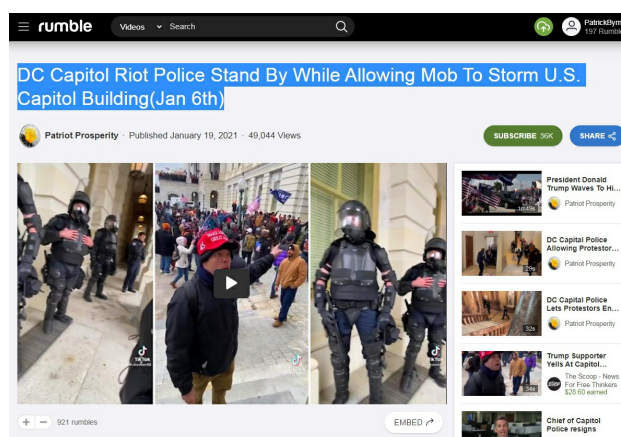 rumble
Videos
Search
PatrickByrn
197 Rumble
DC Capitol Riot Police Stand By While Allowing Mob To Storm U.S.
Capitol Building(Jan 6th)
Patriot Prosperity · Published January 19, 2021 · 49,044 Views
SUBSCRIBE 36K
SHARE
TikTok
TikTok
President Donald
Trump Waves To Hi...
Patriot Prosperity
DC Capital Police
Allowing Protestor...
Patriot Prosperity
29s
DC Capital Police
Lets Protestors En...
Patriot Prosperity
32s
Trump Supporter
Yells At Capitol...
The Scoop - News
For Free Thinkers
$28.60 earned
34s
Chief of Capitol
Police resigns
+ − 921 rumbles
EMBED